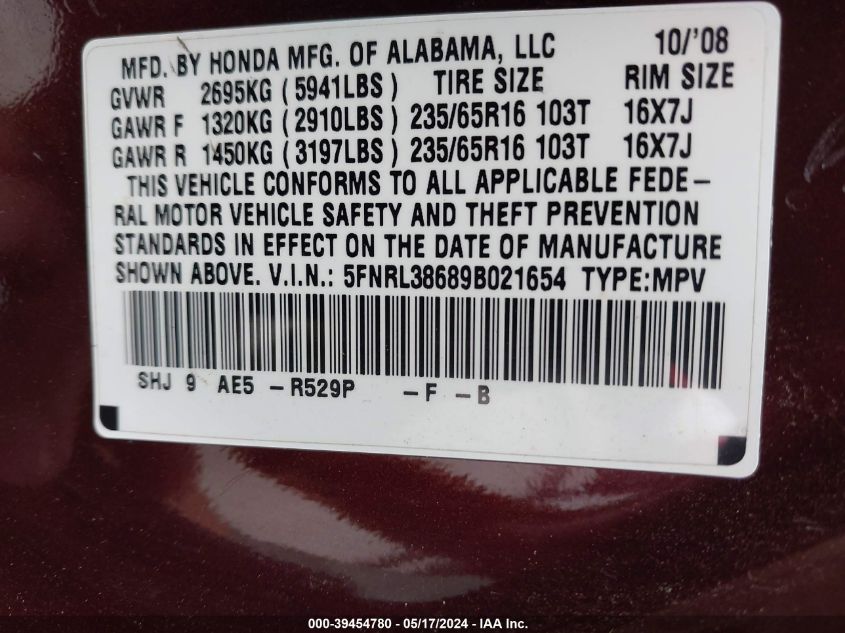 MFD. BY HONDA MFG. OF ALABAMA, LLC 10/'08
GVWR 2695KG (5941LBS) TIRE SIZE RIM SIZE
GAWR F 1320KG (2910LBS) 235/65R16 103T 16X7J
GAWR R 1450KG (3197LBS) 235/65R16 103T 16X7J
THIS VEHICLE CONFORMS TO ALL APPLICABLE FEDE-
RAL MOTOR VEHICLE SAFETY AND THEFT PREVENTION
STANDARDS IN EFFECT ON THE DATE OF MANUFACTURE
SHOWN ABOVE. V.I.N.: 5FNRL38689B021654 TYPE:MPV
SHJ 9 AE5 -R529P -F -B
000-39454780 - 05/17/2024 - IAAI.com